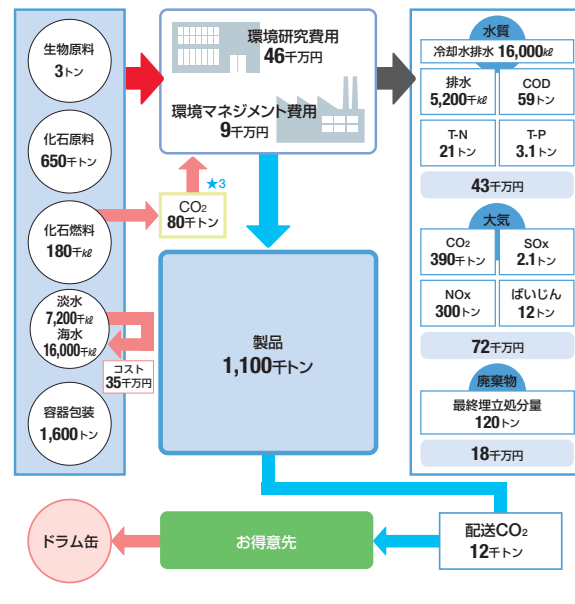 生物原料
3トン
化石原料
650千トン
化石燃料
180千㎘
淡水
7,200千㎘
海水
16,000千㎘
コスト
35千万円
容器包装
1,600トン
環境研究費用
46千万円
環境マネジメント費用
9千万円
★3
CO₂
80千トン
製品
1,100千トン
水質
冷却水排水 16,000㎘
排水
5,200千㎘
COD
59トン
T-N
21トン
T-P
3.1トン
43千万円
大気
CO₂
390千トン
SOx
2.1トン
NOx
300トン
ばいじん
12トン
72千万円
廃棄物
最終埋立処分量
120トン
18千万円
ドラム缶
お得意先
配送CO₂
12千トン